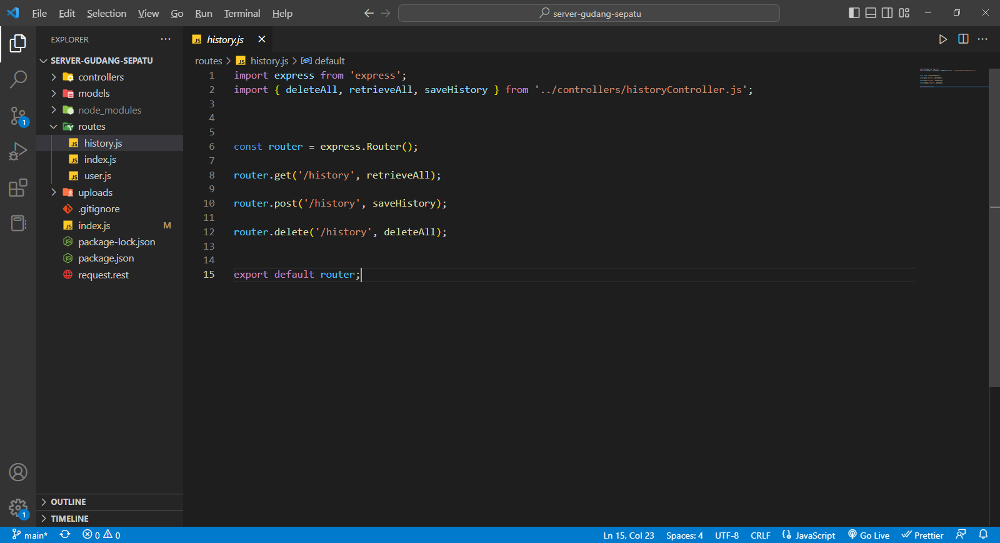 File Edit Selection View Go Run Terminal Help server-gudang-sepatu
EXPLORER
SERVER-GUDANG-SEPATU
controllers
models
node_modules
routes
history.js
index.js
user.js
uploads
.gitignore
index.js M
package-lock.json
package.json
request.rest
OUTLINE
TIMELINE
JS history.js
routes > JS history.js > default
1 import express from 'express';
2 import { deleteAll, retrieveAll, saveHistory } from '../controllers/historyController.js';
3
4
5
6 const router = express.Router();
7
8 router.get('/history', retrieveAll);
9
10 router.post('/history', saveHistory);
11
12 router.delete('/history', deleteAll);
13
14
15 export default router;
1
1
main* 0 0 Ln 15, Col 23 Spaces: 4 UTF-8 CRLF JavaScript Go Live Prettier